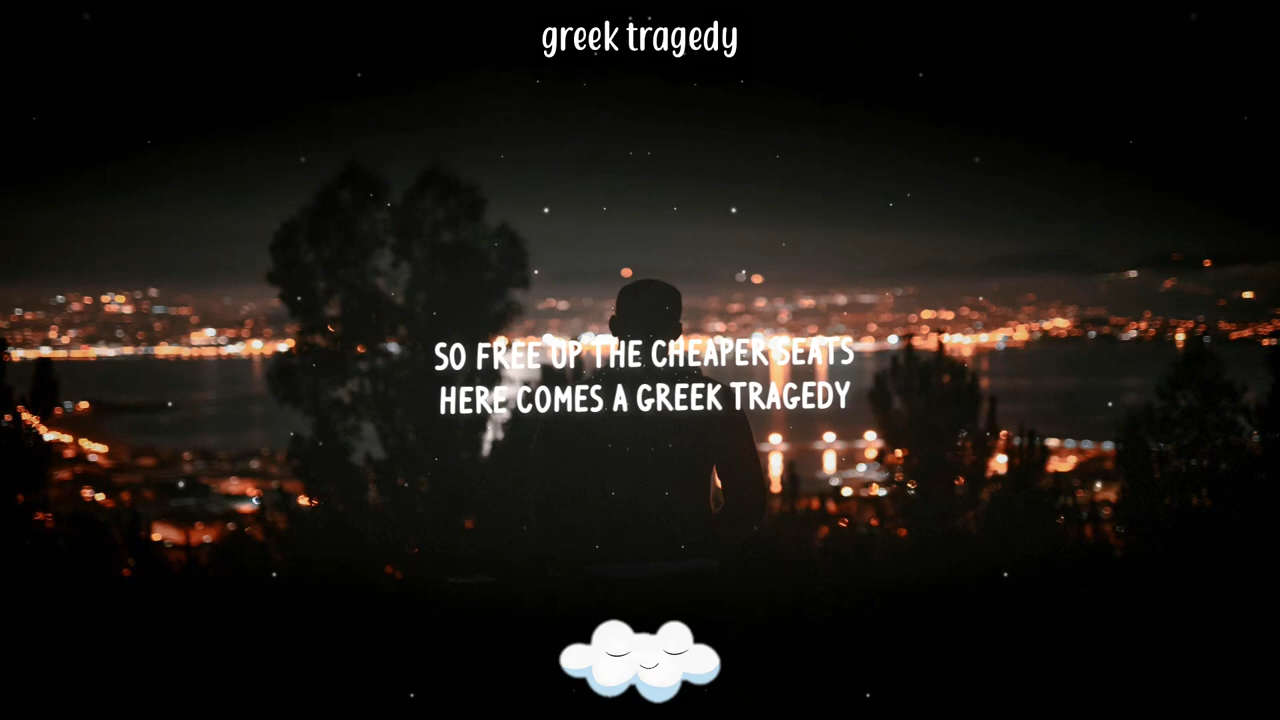 greek tragedy
SO FREE UP THE CHEAPER SEATS
HERE COMES A GREEK TRAGEDY